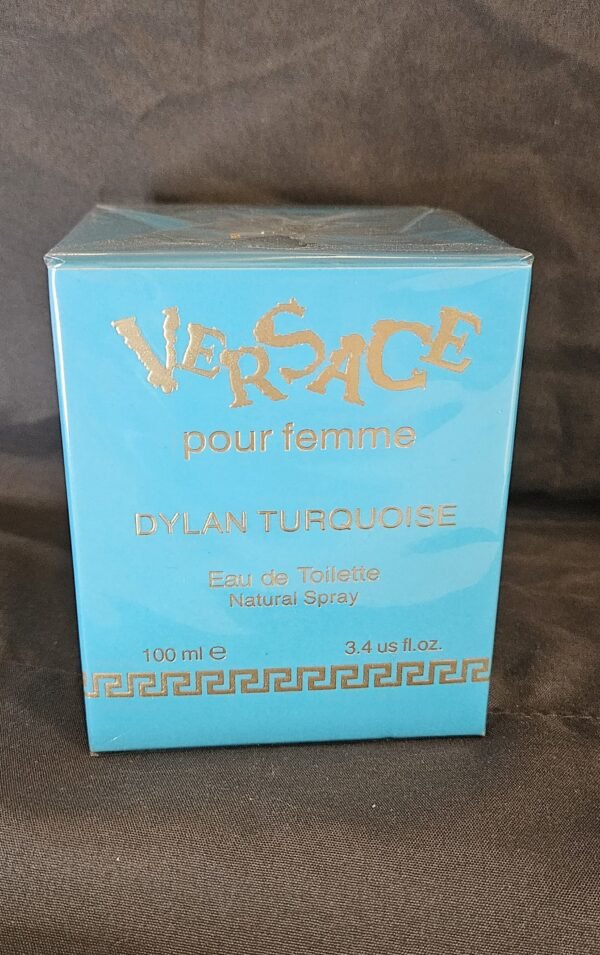 VERSACE
pour femme
DYLAN TURQUOISE
Eau de Toilette
Natural Spray
100 ml ℮ 3.4 us fl.oz.